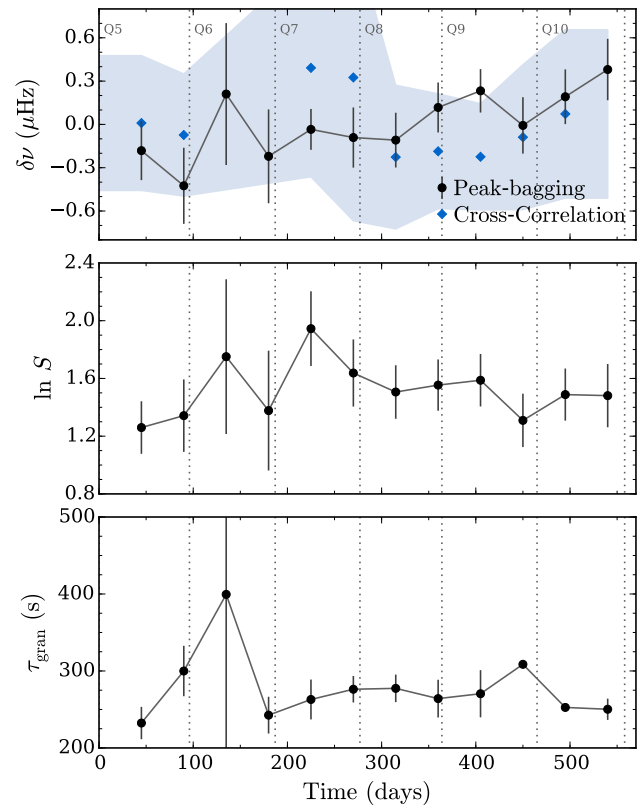 0.6
0.3
0.0
−0.3
−0.6
δν (μHz)
Q5 Q6 Q7 Q8 Q9 Q10
Peak-bagging
Cross-Correlation
2.4
2.0
1.6
1.2
0.8
ln S
500
400
300
200
τgran (s)
0 100 200 300 400 500
Time (days)